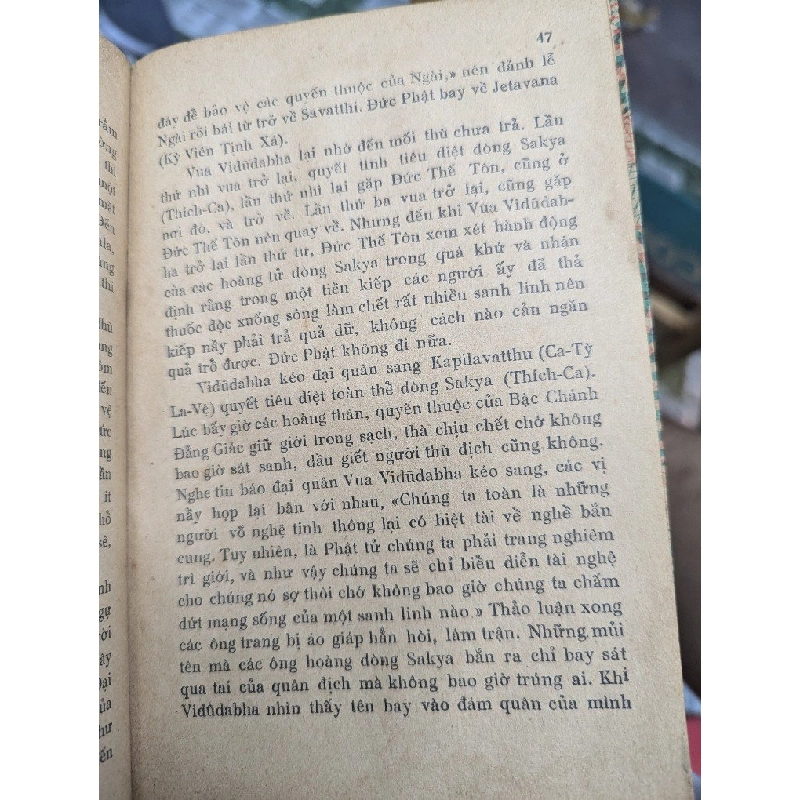 47
đây để bảo vệ các quyến thuộc của Ngài,» nên đảnh lễ
Ngài rồi bái từ trở về Savatthi. Đức Phật bay về Jetavana
(Kỳ Viên Tịnh Xá).
Vua Vidūdabha lại nhớ đến mối thù chưa trả. Lần
thứ nhì vua trở lại, quyết tình tiêu diệt dòng Sakya
(Thích-Ca), lần thứ nhì lại gặp Đức Thế Tôn, cũng ở
nơi đó, và trở về. Lần thứ ba vua trở lại, cũng gặp
Đức Thế Tôn nên quay về. Nhưng đến khi Vua Vidūdab-
ha trở lại lần thứ tư, Đức Thế Tôn xem xét hành động
của các hoàng tử dòng Sakya trong quá khứ và nhận
định rằng trong một tiền kiếp các người ấy đã thả
thuốc độc xuống sông làm chết rất nhiều sanh linh nên
kiếp nầy phải trả quả dữ, không cách nào cản ngăn
quả trổ được. Đức Phật không đi nữa.
Vidūdabha kéo đại quân sang Kapilavatthu (Ca-Tỳ
La-Vệ) quyết tiêu diệt toàn thể dòng Sakya (Thích-Ca).
Lúc bấy giờ các hoàng thân, quyến thuộc của Bậc Chánh
Đẳng Giác giữ giới trong sạch, thà chịu chết chớ không
bao giờ sát sanh, dầu giết người thù địch cũng không.
Nghe tin báo đại quân Vua Vidūdabha kéo sang, các vị
nầy họp lại bàn với nhau, «Chúng ta toàn là những
người võ nghệ tinh thông lại có biệt tài về nghề bắn
cung. Tuy nhiên, là Phật tử chúng ta phải trang nghiêm
trì giới, và như vậy chúng ta sẽ chỉ biểu diễn tài nghệ
cho chúng nó sợ thôi chớ không bao giờ chúng ta chấm
dứt mạng sống của một sanh linh nào.» Thảo luận xong
các ông trang bị áo giáp hẳn hòi, lâm trận. Những mũi
tên mà các ông hoàng dòng Sakya bắn ra chỉ bay sát
qua tai của quân địch mà không bao giờ trúng ai. Khi
Vidūdabha nhìn thấy tên bay vào đám quân của mình